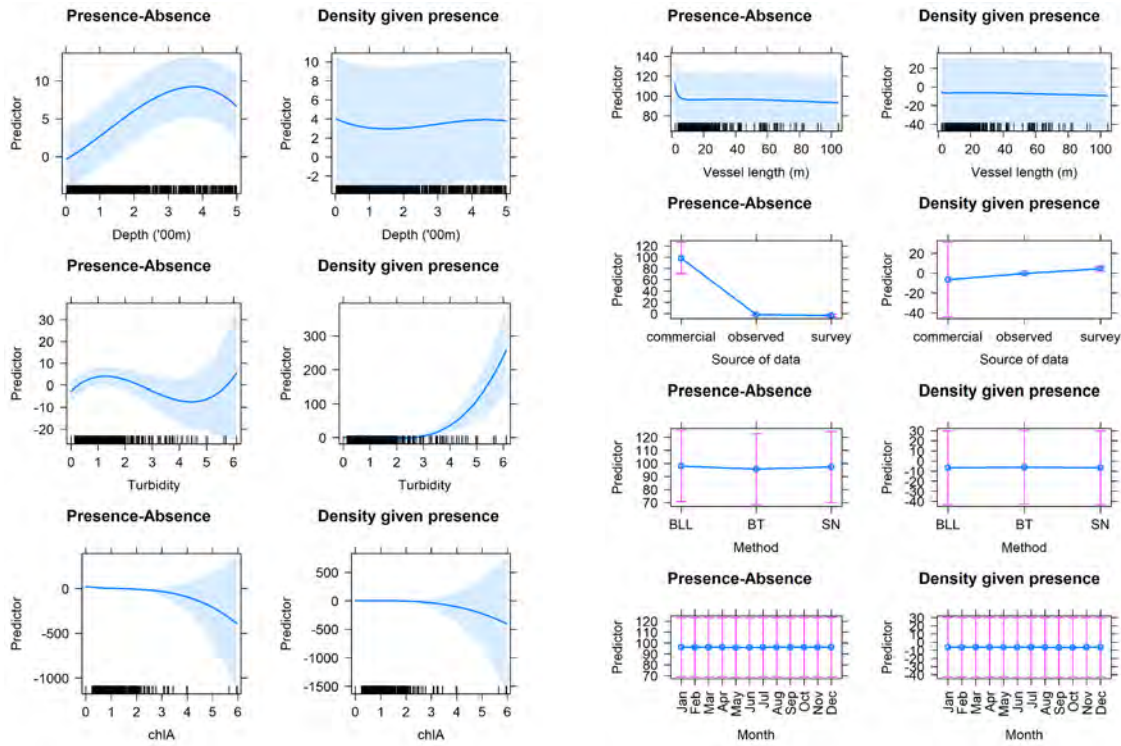 Presence-Absence
10
5
0
Predictor
0 1 2 3 4 5
Depth ('00m)
Density given presence
10
8
6
4
2
0
-2
Predictor
0 1 2 3 4 5
Depth ('00m)
Presence-Absence
30
20
10
0
-10
-20
Predictor
0 1 2 3 4 5 6
Turbidity
Density given presence
300
200
100
0
Predictor
0 1 2 3 4 5 6
Turbidity
Presence-Absence
0
-500
-1000
Predictor
0 1 2 3 4 5 6
chlA
Density given presence
500
0
-500
-1000
-1500
Predictor
0 1 2 3 4 5 6
chlA
Presence-Absence
140
120
100
80
Predictor
0 20 40 60 80 100
Vessel length (m)
Density given presence
20
0
-20
-40
Predictor
0 20 40 60 80 100
Vessel length (m)
Presence-Absence
120
100
80
60
40
20
0
Predictor
commercial observed survey
Source of data
Density given presence
20
0
-20
-40
Predictor
commercial observed survey
Source of data
Presence-Absence
120
110
100
90
80
70
Predictor
BLL BT SN
Method
Density given presence
30
20
10
0
-10
-20
-30
-40
Predictor
BLL BT SN
Method
Presence-Absence
120
110
100
90
80
70
Predictor
Jan Feb Mar Apr May Jun Jul Aug Sep Oct Nov Dec
Month
Density given presence
30
20
10
0
-10
-20
-30
-40
Predictor
Jan Feb Mar Apr May Jun Jul Aug Sep Oct Nov Dec
Month